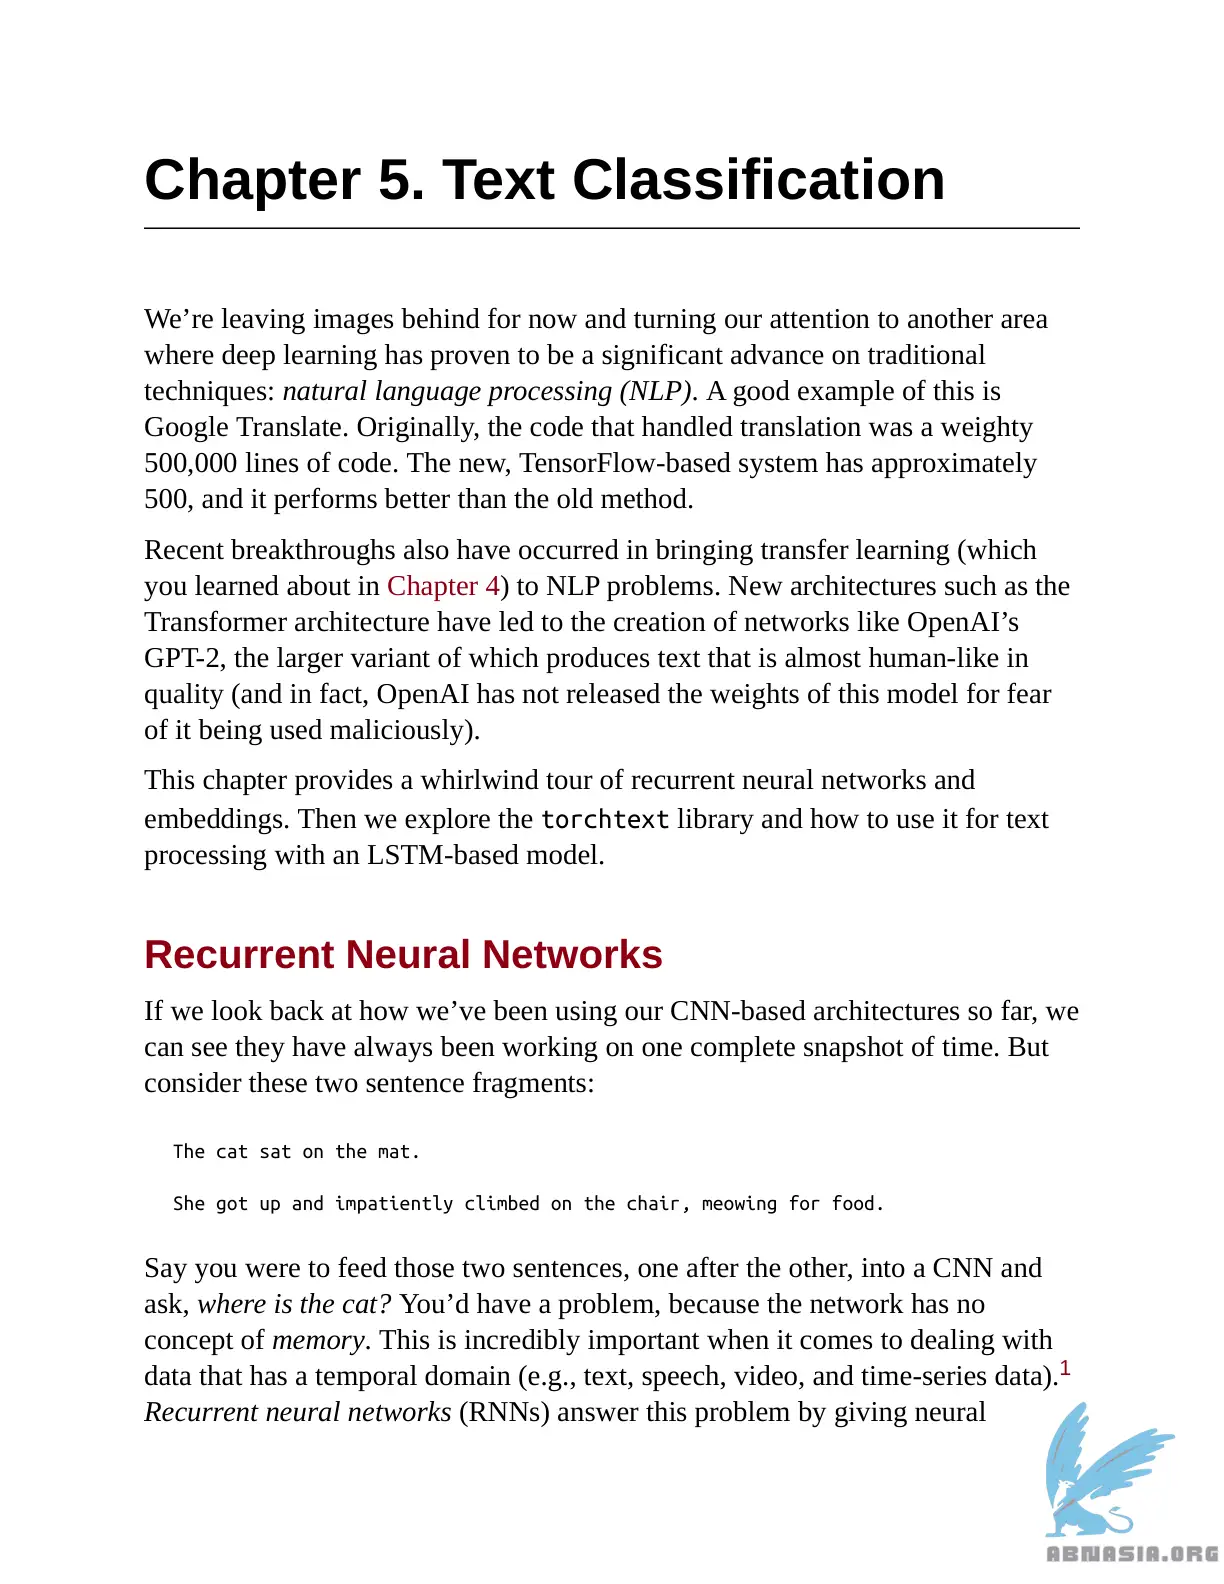 Chapter 5. Text Classification
We’re leaving images behind for now and turning our attention to another area
where deep learning has proven to be a significant advance on traditional
techniques: natural language processing (NLP). A good example of this is
Google Translate. Originally, the code that handled translation was a weighty
500,000 lines of code. The new, TensorFlow-based system has approximately
500, and it performs better than the old method.
Recent breakthroughs also have occurred in bringing transfer learning (which
you learned about in Chapter 4) to NLP problems. New architectures such as the
Transformer architecture have led to the creation of networks like OpenAI’s
GPT-2, the larger variant of which produces text that is almost human-like in
quality (and in fact, OpenAI has not released the weights of this model for fear
of it being used maliciously).
This chapter provides a whirlwind tour of recurrent neural networks and
embeddings. Then we explore the torchtext library and how to use it for text
processing with an LSTM-based model.
Recurrent Neural Networks
If we look back at how we’ve been using our CNN-based architectures so far, we
can see they have always been working on one complete snapshot of time. But
consider these two sentence fragments:
The cat sat on the mat.
She got up and impatiently climbed on the chair, meowing for food.
Say you were to feed those two sentences, one after the other, into a CNN and
ask, where is the cat? You’d have a problem, because the network has no
concept of memory. This is incredibly important when it comes to dealing with
data that has a temporal domain (e.g., text, speech, video, and time-series data).1
Recurrent neural networks (RNNs) answer this problem by giving neural
ABNASIA.ORG